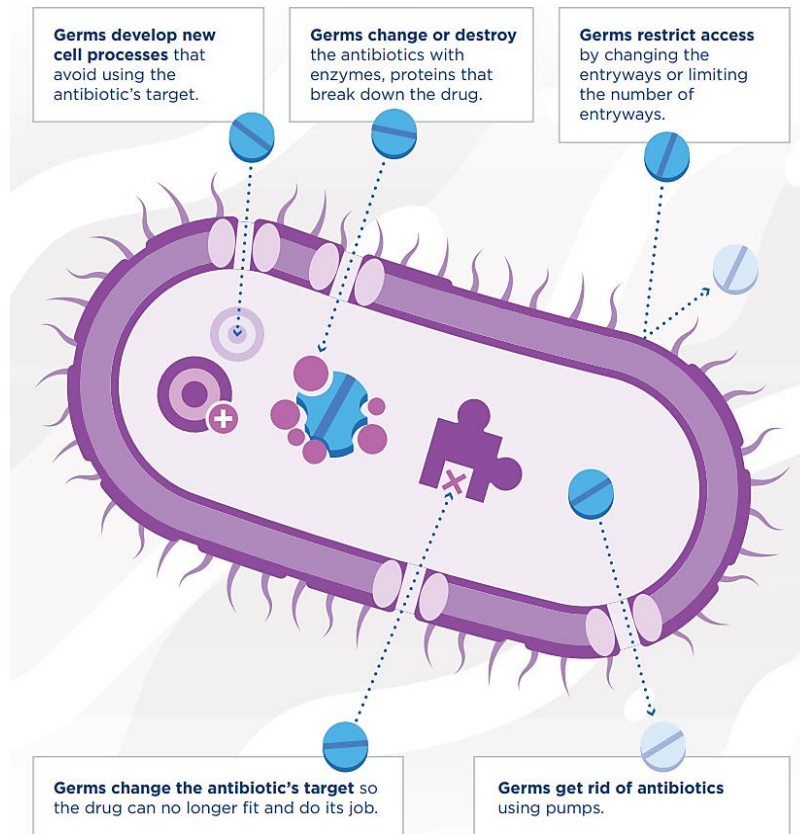 Germs develop new
cell processes that
avoid using the
antibiotic's target.
Germs change or destroy
the antibiotics with
enzymes, proteins that
break down the drug.
Germs restrict access
by changing the
entryways or limiting
the number of
entryways.
Germs change the antibiotic's target so
the drug can no longer fit and do its job.
Germs get rid of antibiotics
using pumps.